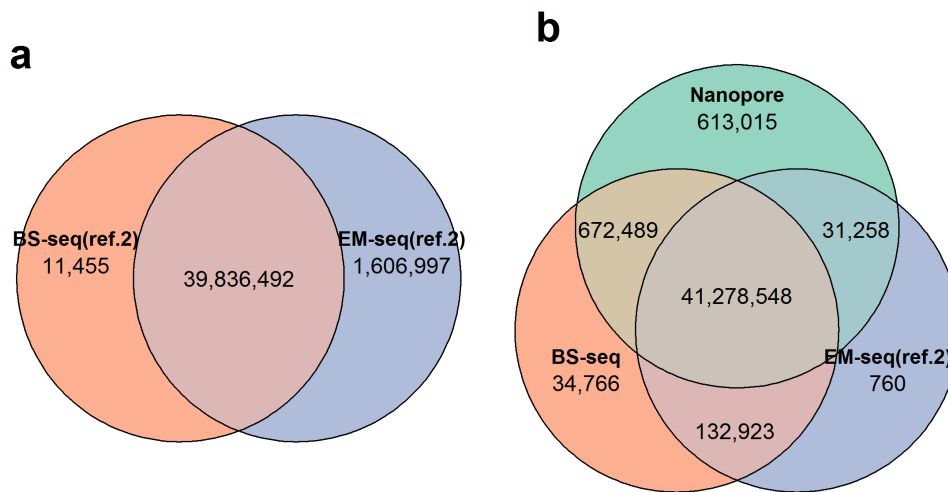 a
BS-seq(ref.2)
11,455
39,836,492
EM-seq(ref.2)
1,606,997
b
Nanopore
613,015
672,489
31,258
41,278,548
BS-seq
34,766
EM-seq(ref.2)
760
132,923